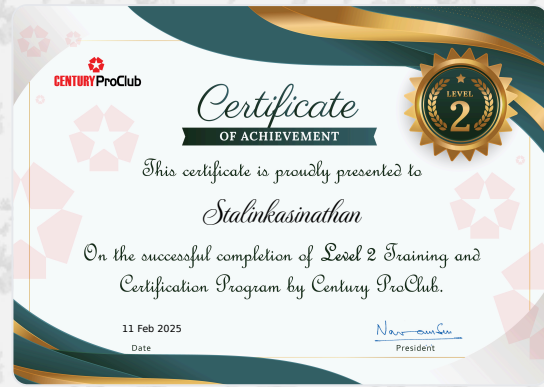 CENTURY ProClub
Certificate
OF ACHIEVEMENT
LEVEL
2
This certificate is proudly presented to
Stalinkasinathan
On the successful completion of Level 2 Training and
Certification Program by Century ProClub.
11 Feb 2025
Date
President